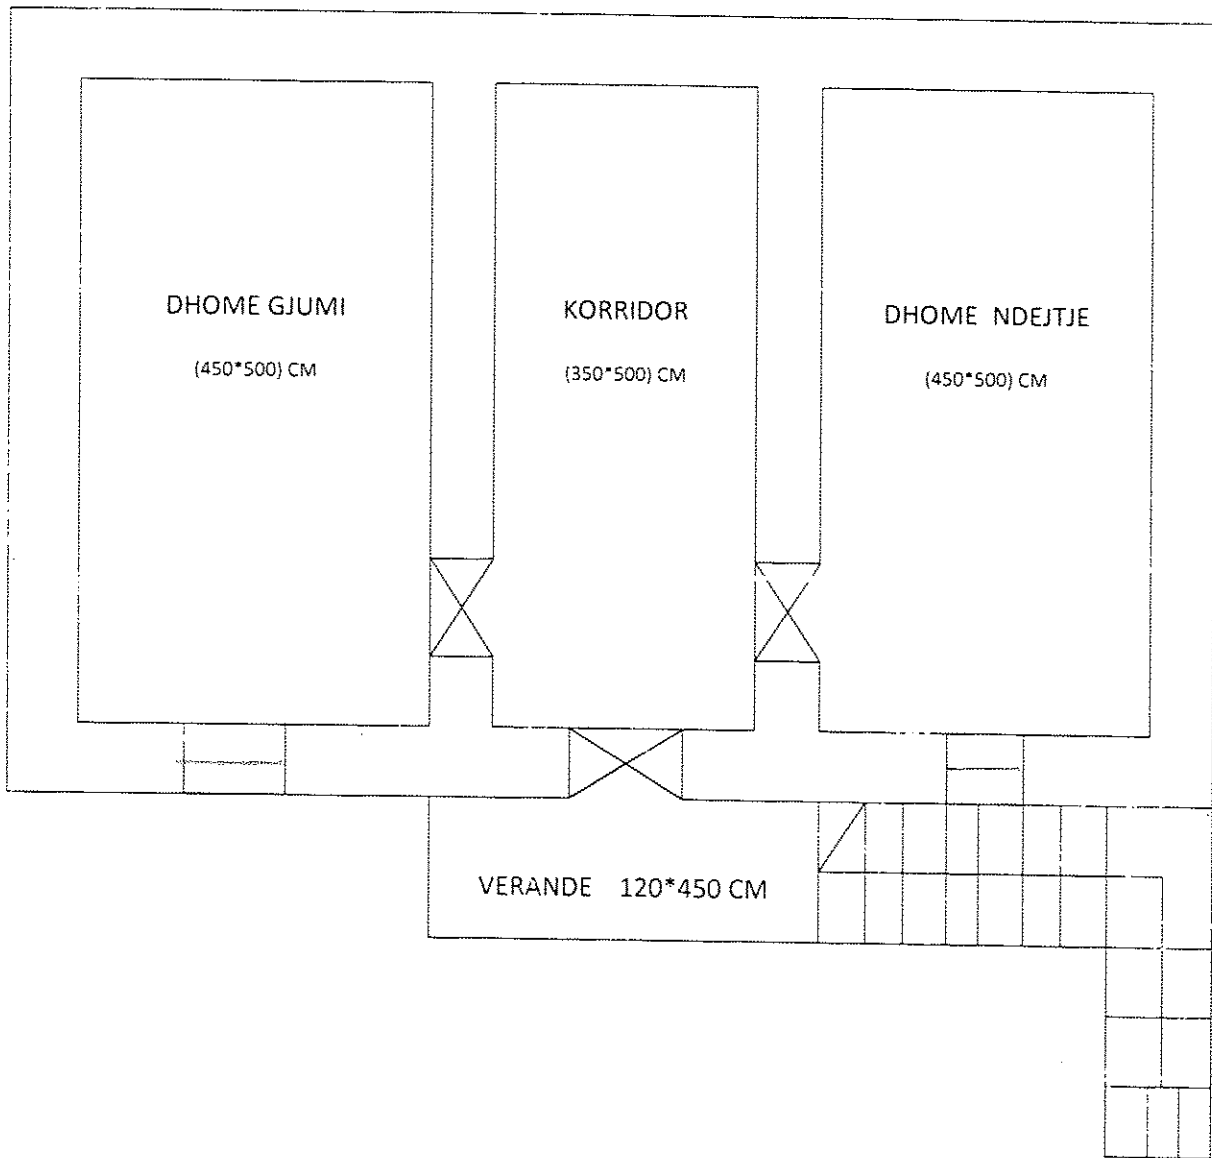 DHOME GJUMI
(450*500) CM
KORRIDOR
(350*500) CM
DHOME NDEJTJE
(450*500) CM
VERANDE 120*450 CM